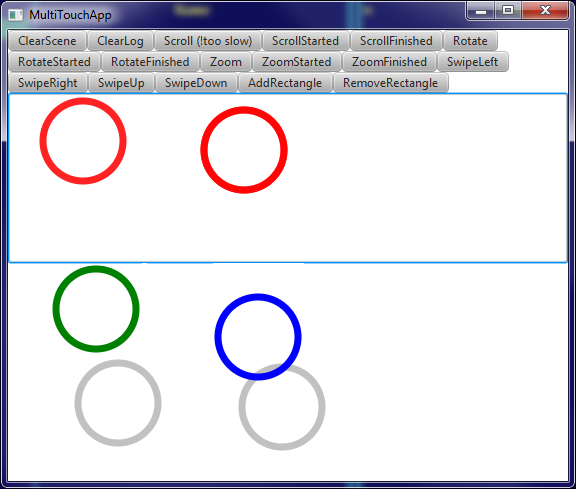 MultiTouchApp
ClearScene ClearLog Scroll (!too slow) ScrollStarted ScrollFinished Rotate
RotateStarted RotateFinished Zoom ZoomStarted ZoomFinished SwipeLeft
SwipeRight SwipeUp SwipeDown AddRectangle RemoveRectangle